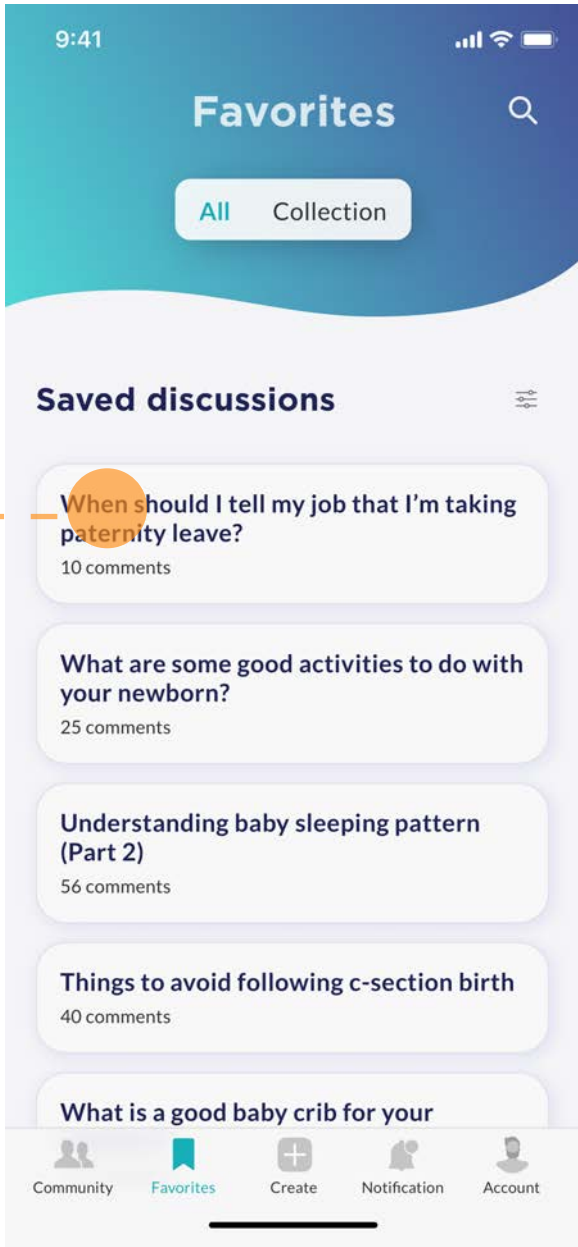 9:41
Favorites
All Collection
Saved discussions
When should I tell my job that I'm taking
paternity leave?
10 comments
What are some good activities to do with
your newborn?
25 comments
Understanding baby sleeping pattern
(Part 2)
56 comments
Things to avoid following c-section birth
40 comments
What is a good baby crib for your
Community Favorites Create Notification Account